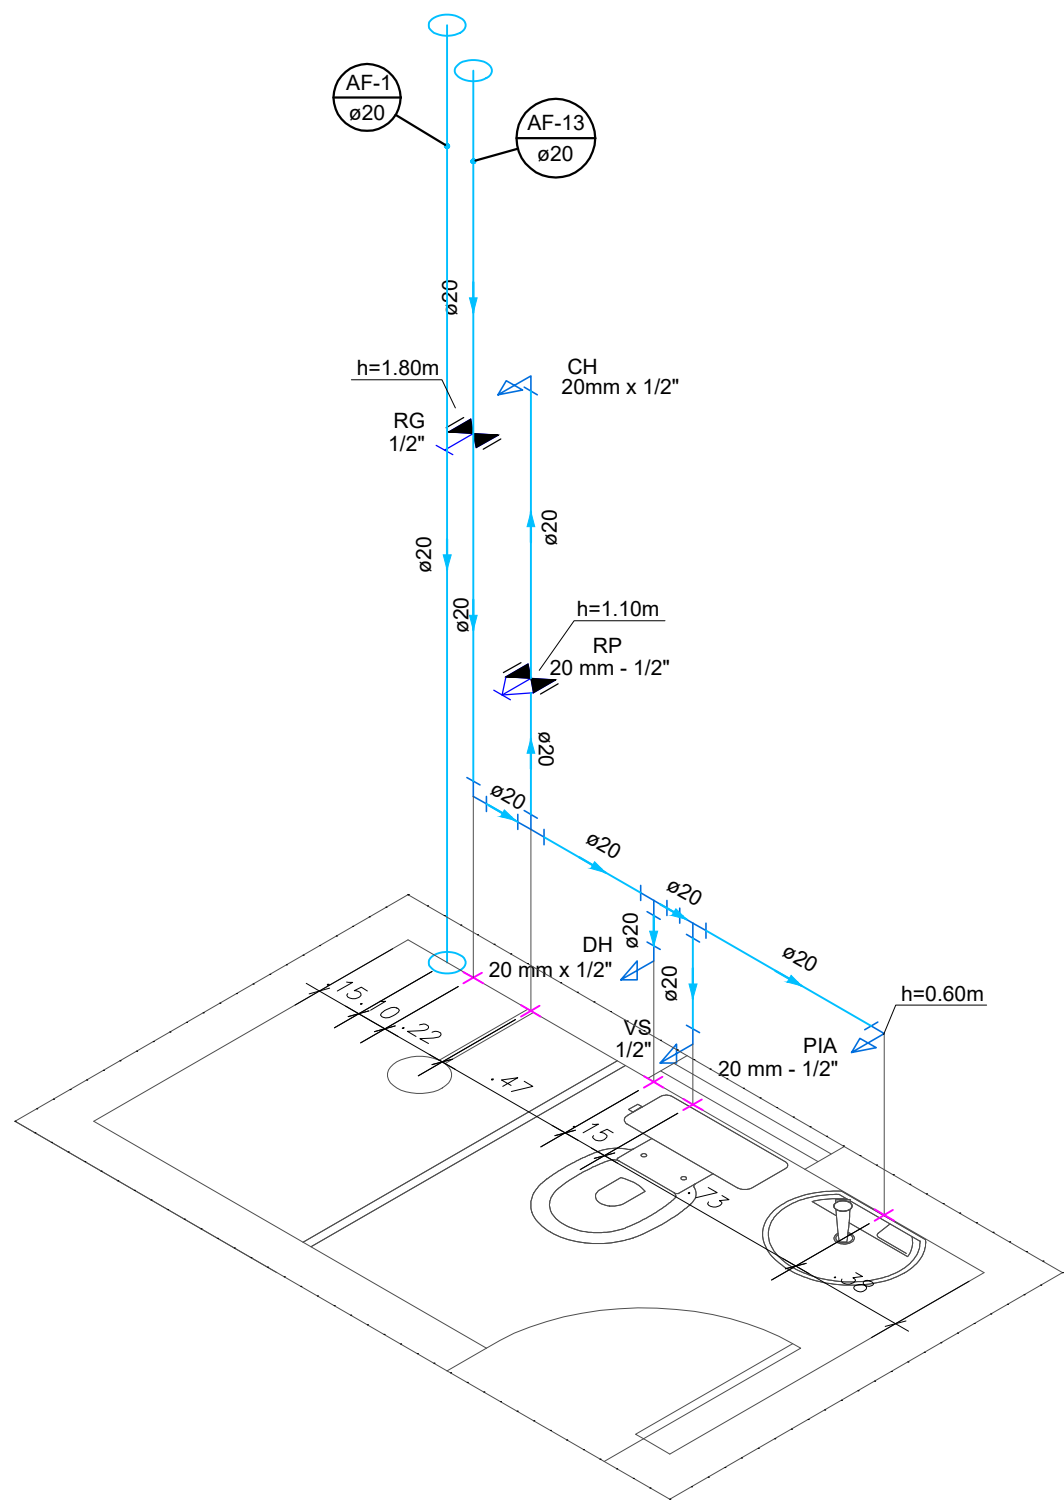 AF-1
ø20
AF-13
ø20
ø20
h=1.80m
CH
20mm x 1/2"
RG
1/2"
ø20
ø20
ø20
h=1.10m
RP
20 mm - 1/2"
ø20
ø20
ø20
ø20
ø20
DH
20 mm x 1/2"
ø20
ø20
h=0.60m
VS
1/2"
PIA
20 mm - 1/2"
.15
.10
.22
.47
.15
.73
.38